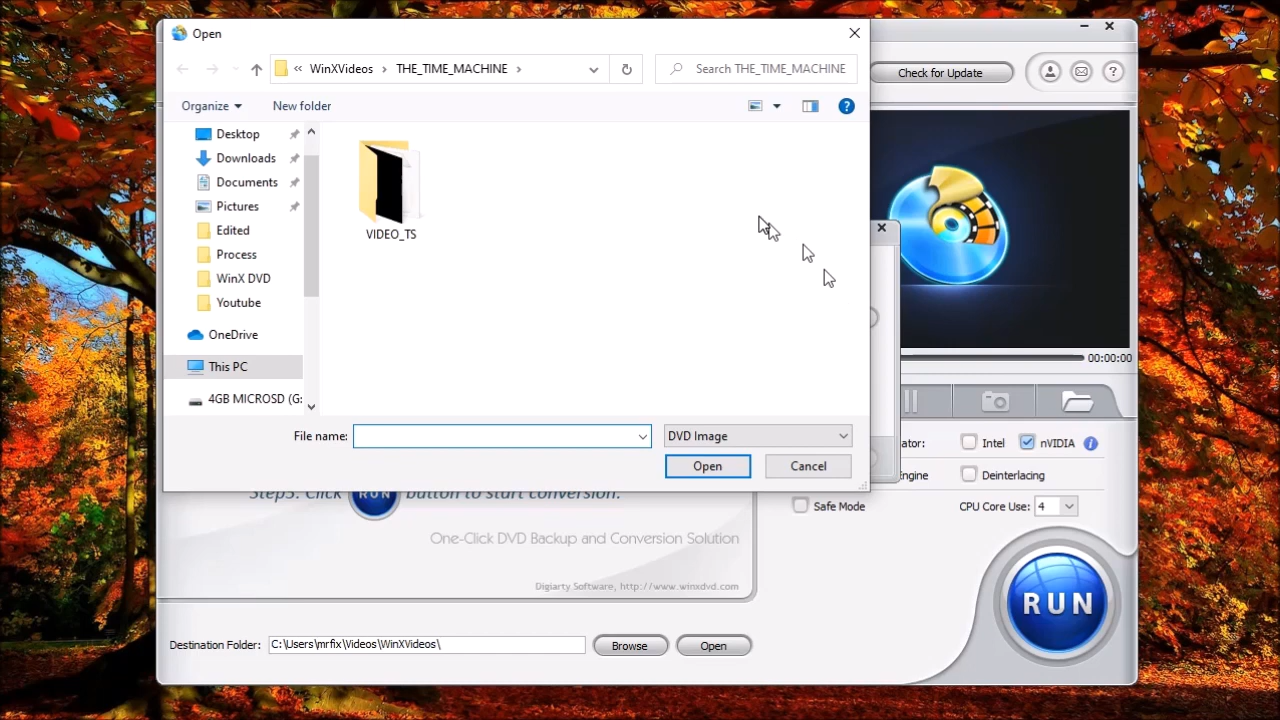 Open
« WinXVideos › THE_TIME_MACHINE ›
Search THE_TIME_MACHINE
Check for Update
Organize
New folder
Desktop
Downloads
Documents
Pictures
Edited
Process
WinX DVD
Youtube
OneDrive
This PC
4GB MICROSD (G:
VIDEO_TS
00:00:00
File name:
DVD Image
Open
Cancel
ator:
Intel
nVIDIA
Engine
Deinterlacing
Safe Mode
CPU Core Use: 4
Step3. Click RUN button to start conversion.
One-Click DVD Backup and Conversion Solution
Digiarty Software, http://www.winxdvd.com
RUN
Destination Folder: C:\Users\mrfix\Videos\WinXVideos\
Browse
Open